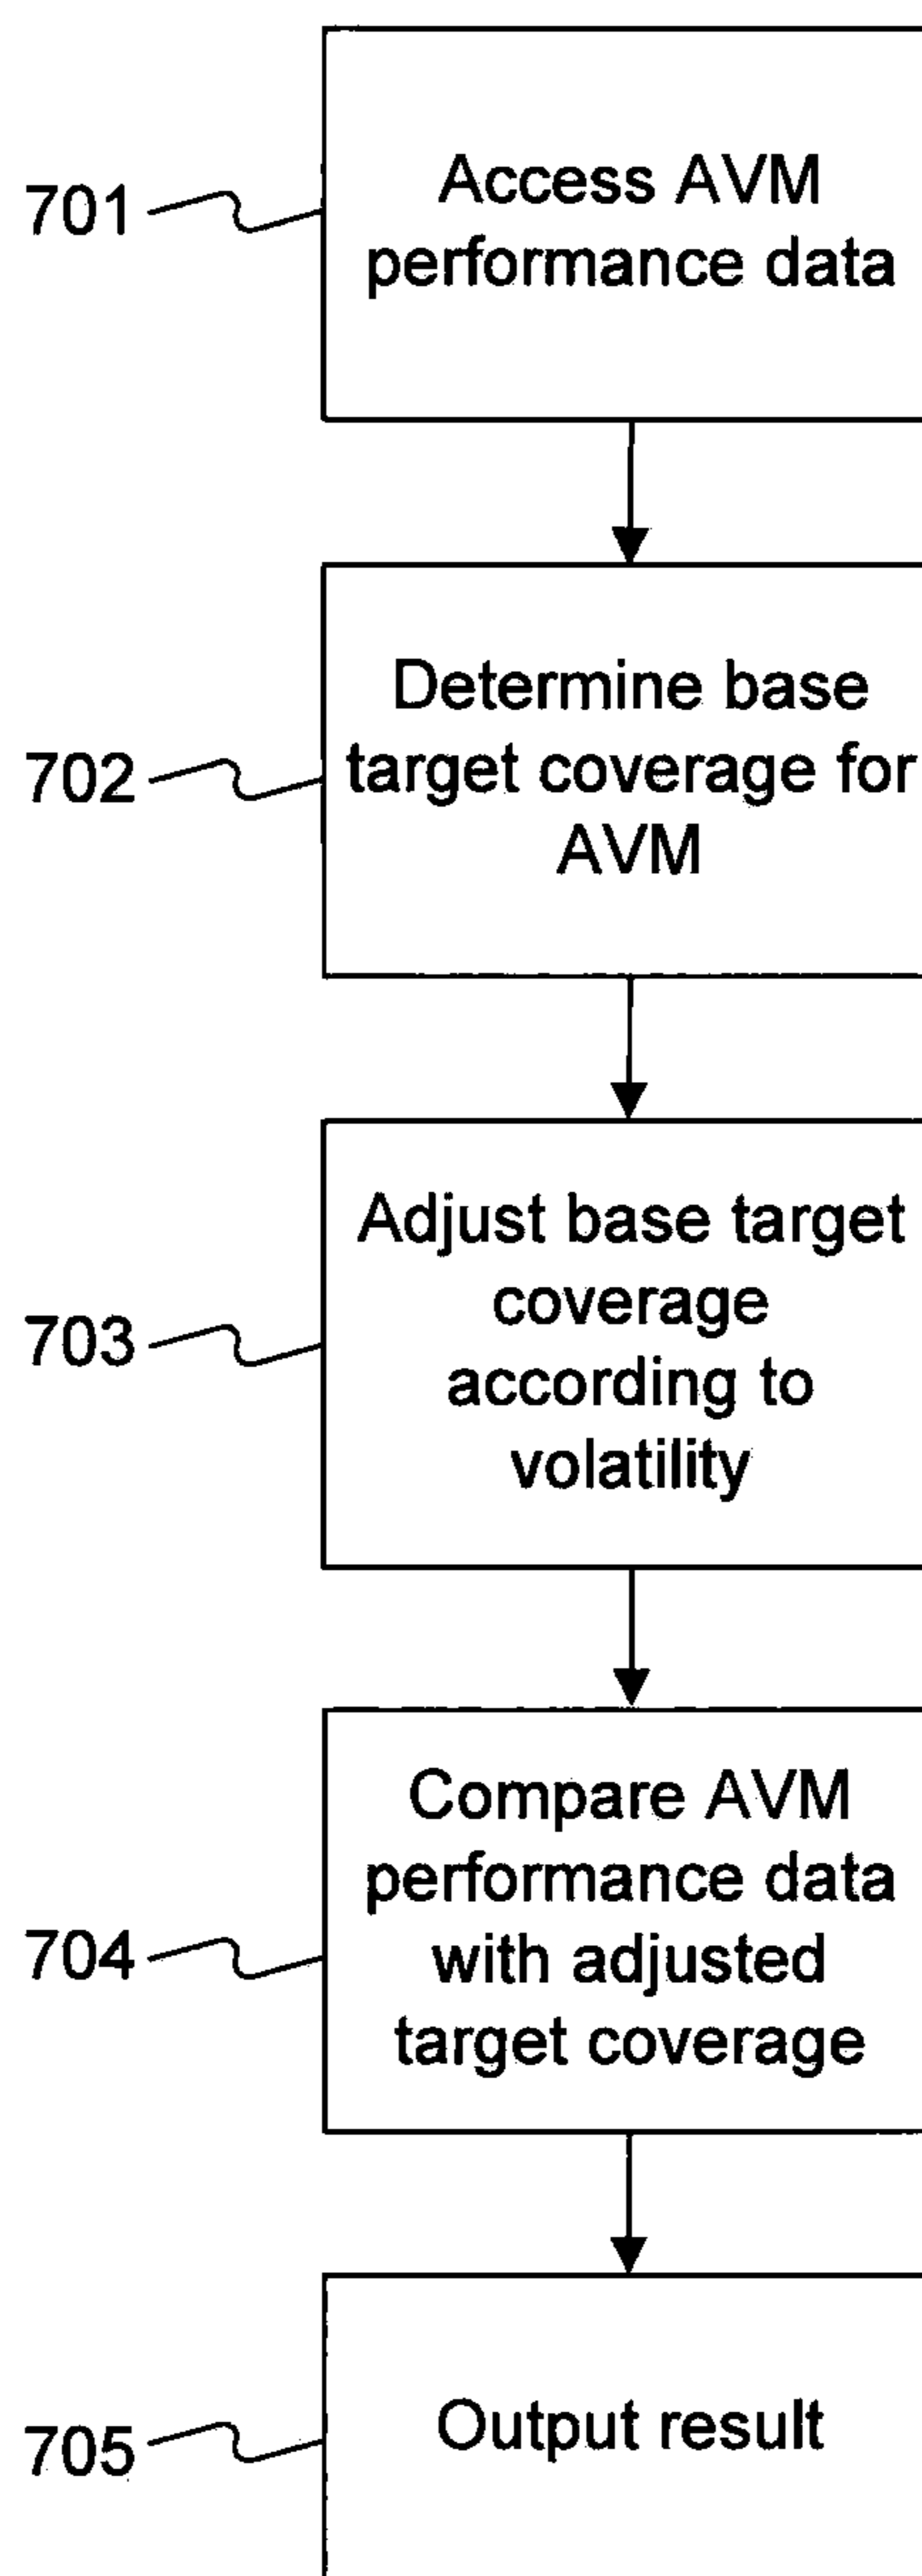 701
Access AVM
performance data
702
Determine base
target coverage for
AVM
703
Adjust base target
coverage
according to
volatility
704
Compare AVM
performance data
with adjusted
target coverage
705
Output result